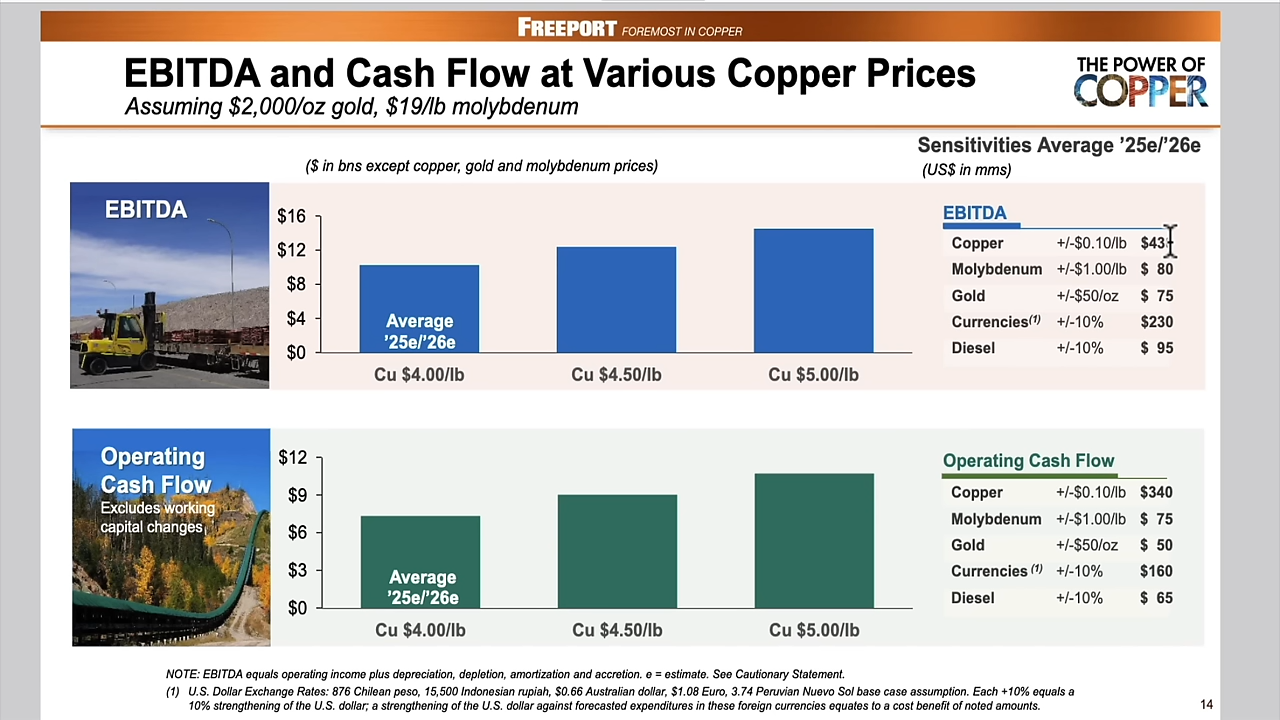 FREEPORT FOREMOST IN COPPER
EBITDA and Cash Flow at Various Copper Prices
Assuming $2,000/oz gold, $19/lb molybdenum
THE POWER OF
COPPER
Sensitivities Average ’25e/’26e
(US$ in mms)
($ in bns except copper, gold and molybdenum prices)
EBITDA
$16
$12
$8
$4
$0
Average
’25e/’26e
Cu $4.00/lb
Cu $4.50/lb
Cu $5.00/lb
EBITDA
Copper +/-$0.10/lb
Molybdenum +/-$1.00/lb $ 80
Gold +/-$50/oz $ 75
Currencies(1) +/-10% $230
Diesel +/-10% $ 95
Operating
Cash Flow
Excludes working
capital changes
$12
$9
$6
$3
$0
Average
’25e/’26e
Cu $4.00/lb
Cu $4.50/lb
Cu $5.00/lb
Operating Cash Flow
Copper +/-$0.10/lb $340
Molybdenum +/-$1.00/lb $ 75
Gold +/-$50/oz $ 50
Currencies (1) +/-10% $160
Diesel +/-10% $ 65
NOTE: EBITDA equals operating income plus depreciation, depletion, amortization and accretion. e = estimate. See Cautionary Statement.
(1) U.S. Dollar Exchange Rates: 876 Chilean peso, 15,500 Indonesian rupiah, $0.66 Australian dollar, $1.08 Euro, 3.74 Peruvian Nuevo Sol base case assumption. Each +10% equals a
10% strengthening of the U.S. dollar; a strengthening of the U.S. dollar against forecasted expenditures in these foreign currencies equates to a cost benefit of noted amounts.
14